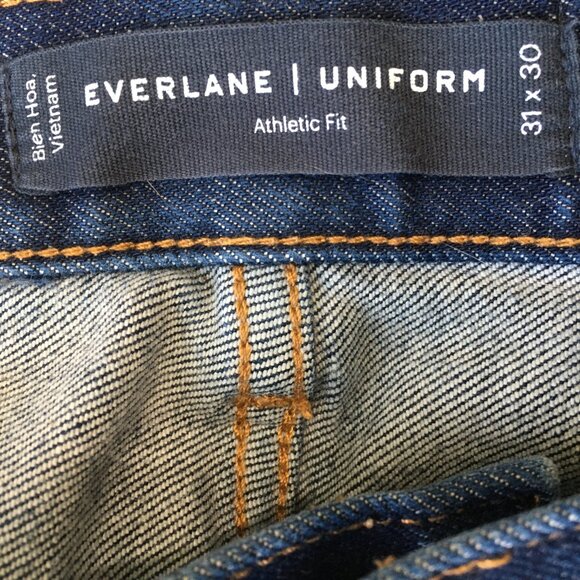 Bien Hoa,
Vietnam
EVERLANE | UNIFORM
Athletic Fit
31 x 30